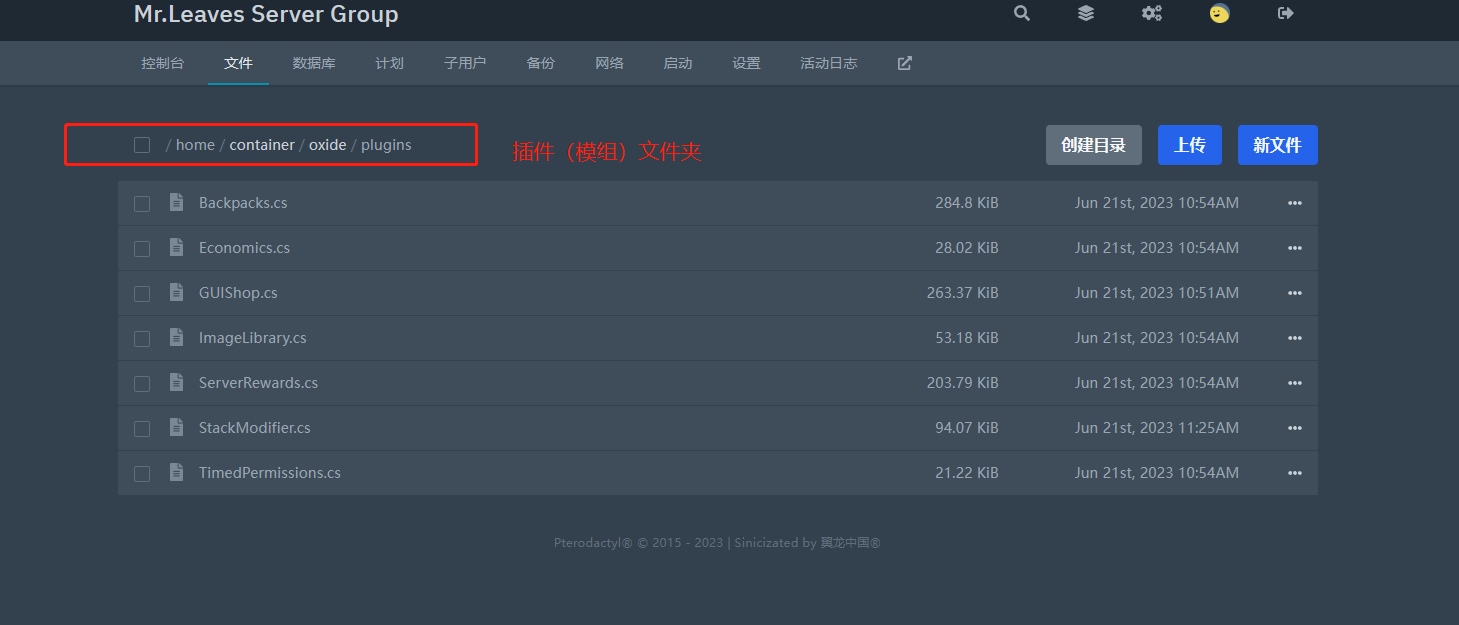 Mr.Leaves Server Group
控制台 文件 数据库 计划 子用户 备份 网络 启动 设置 活动日志
/ home / container / oxide / plugins 插件（模组）文件夹 创建目录 上传 新文件
Backpacks.cs 284.8 KiB Jun 21st, 2023 10:54AM
Economics.cs 28.02 KiB Jun 21st, 2023 10:54AM
GUIShop.cs 263.37 KiB Jun 21st, 2023 10:51AM
ImageLibrary.cs 53.18 KiB Jun 21st, 2023 10:54AM
ServerRewards.cs 203.79 KiB Jun 21st, 2023 10:54AM
StackModifier.cs 94.07 KiB Jun 21st, 2023 11:25AM
TimedPermissions.cs 21.22 KiB Jun 21st, 2023 10:54AM
Pterodactyl® © 2015 - 2023 | Sinicizated by 翼龙中国®